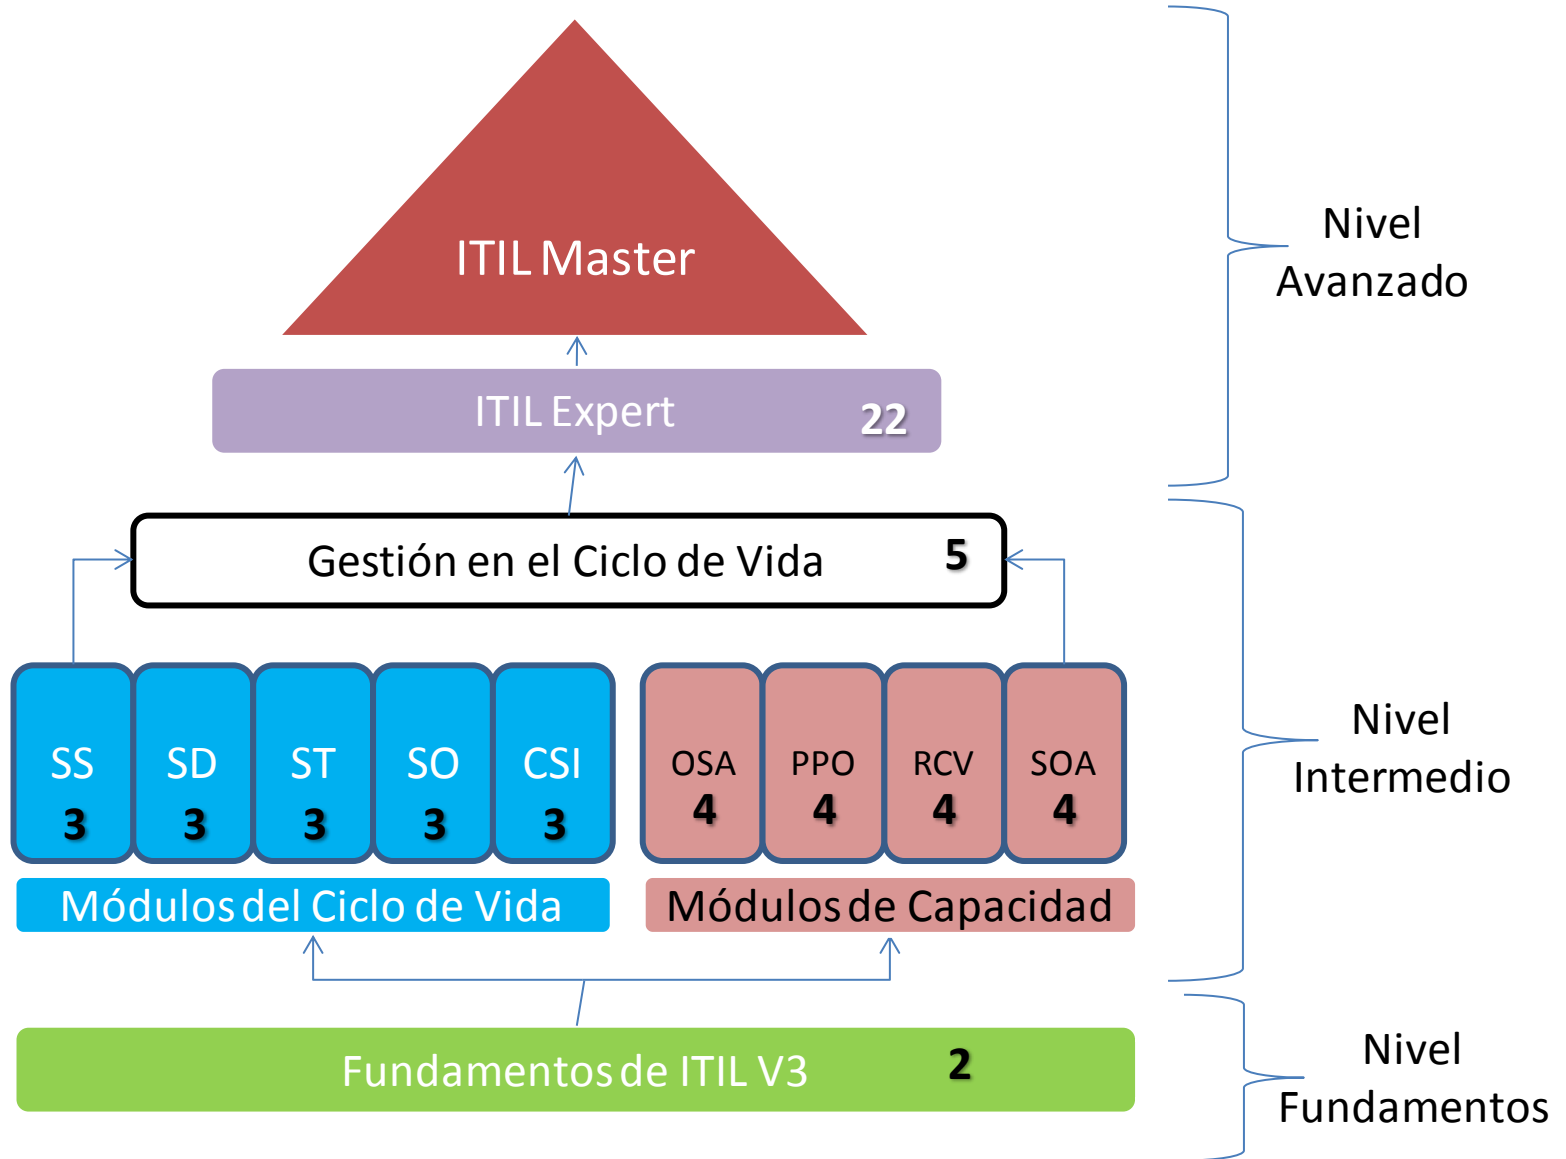 ITIL Master
Nivel
Avanzado
ITIL Expert 22
Gestión en el Ciclo de Vida 5
SS SD ST SO CSI
3 3 3 3 3
OSA PPO RCV SOA
4 4 4 4
Nivel
Intermedio
Módulos del Ciclo de Vida
Módulos de Capacidad
Fundamentos de ITIL V3 2
Nivel
Fundamentos